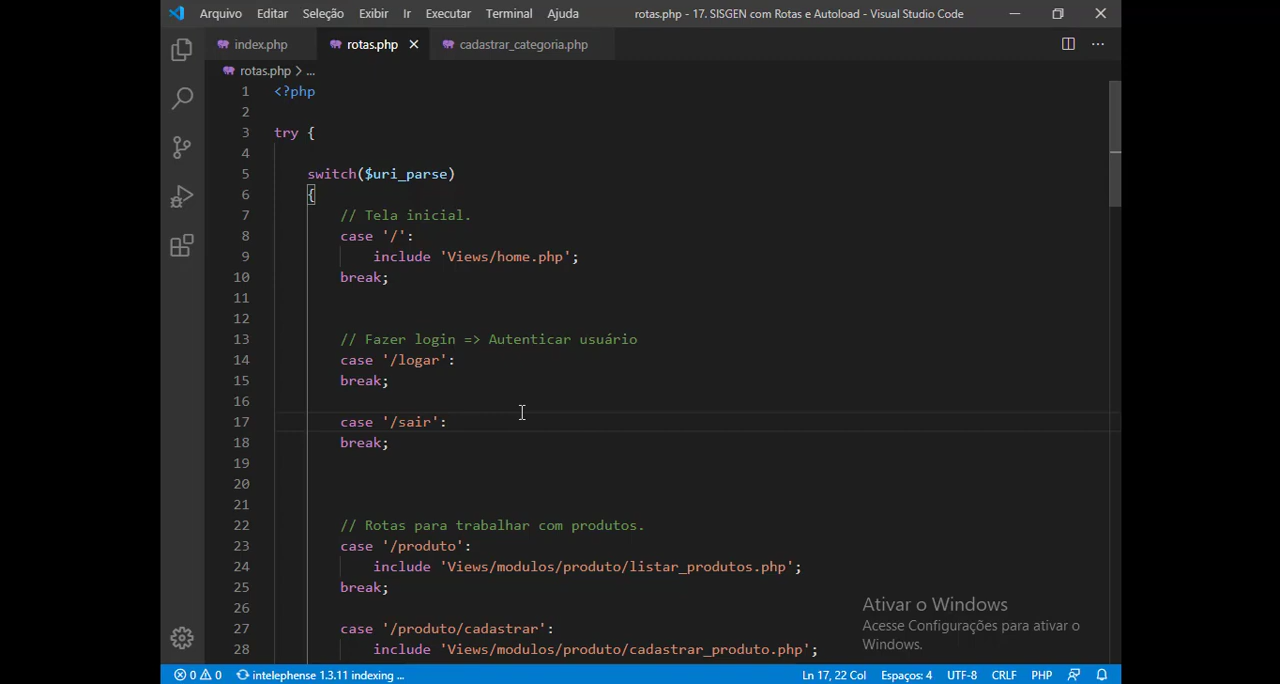 Arquivo Editar Seleção Exibir Ir Executar Terminal Ajuda rotas.php - 17. SISGEN com Rotas e Autoload - Visual Studio Code
index.php rotas.php cadastrar_categoria.php
rotas.php > ...
1 <?php
2
3 try {
4
5 switch($uri_parse)
6 {
7 // Tela inicial.
8 case '/':
9 include 'Views/home.php';
10 break;
11
12
13 // Fazer login => Autenticar usuário
14 case '/logar':
15 break;
16
17 case '/sair':
18 break;
19
20
21
22 // Rotas para trabalhar com produtos.
23 case '/produto':
24 include 'Views/modulos/produto/listar_produtos.php';
25 break;
26
27 case '/produto/cadastrar':
28 include 'Views/modulos/produto/cadastrar_produto.php';
Ativar o Windows
Acesse Configurações para ativar o
Windows.
0 0 intelephense 1.3.11 indexing ... Ln 17, 22 Col Espaços: 4 UTF-8 CRLF PHP